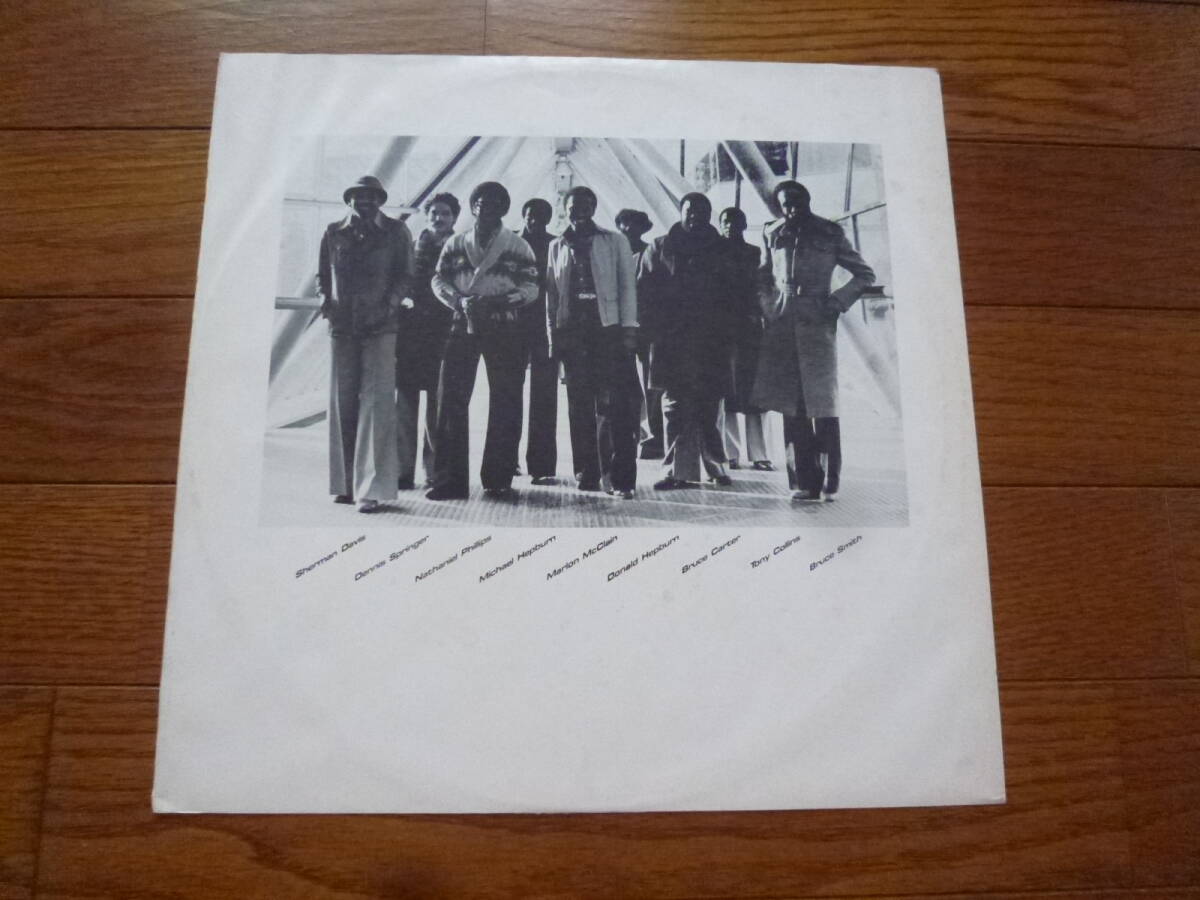 Sherman Davis
Dennis Springer
Nathaniel Phillips
Michael Hepburn
Marlon McClain
Donald Hepburn
Bruce Carter
Tony Collins
Bruce Smith